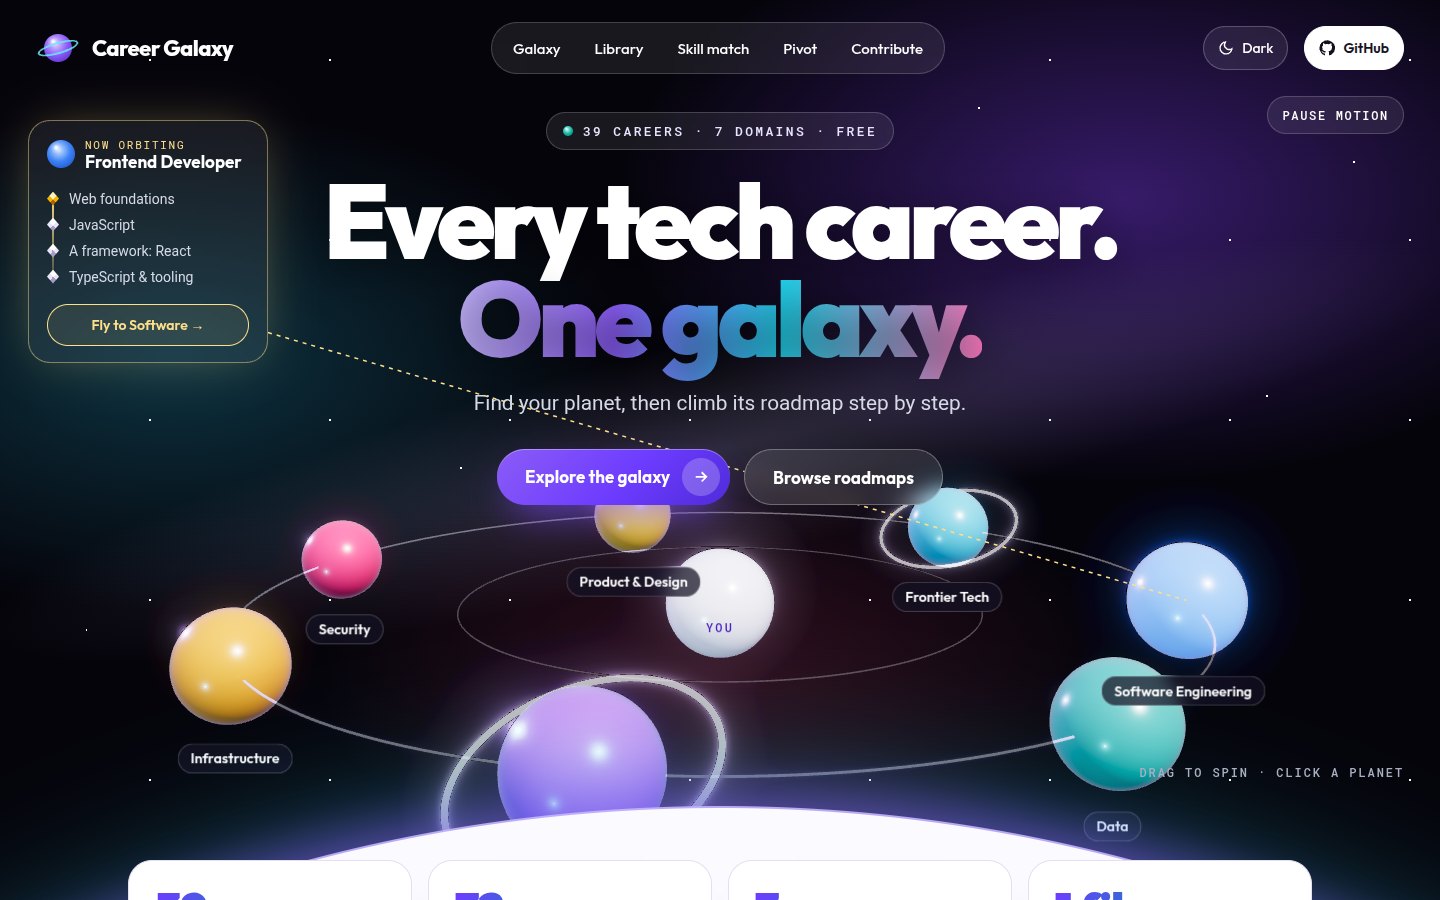 Career Galaxy
Galaxy
Library
Skill match
Pivot
Contribute
Dark
GitHub
PAUSE MOTION
39 CAREERS · 7 DOMAINS · FREE
NOW ORBITING
Frontend Developer
Web foundations
JavaScript
A framework: React
TypeScript & tooling
Fly to Software →
Every tech career.
One galaxy.
Find your planet, then climb its roadmap step by step.
Explore the galaxy →
Browse roadmaps
Product & Design
Frontier Tech
Security
YOU
Software Engineering
Infrastructure
DRAG TO SPIN · CLICK A PLANET
Data